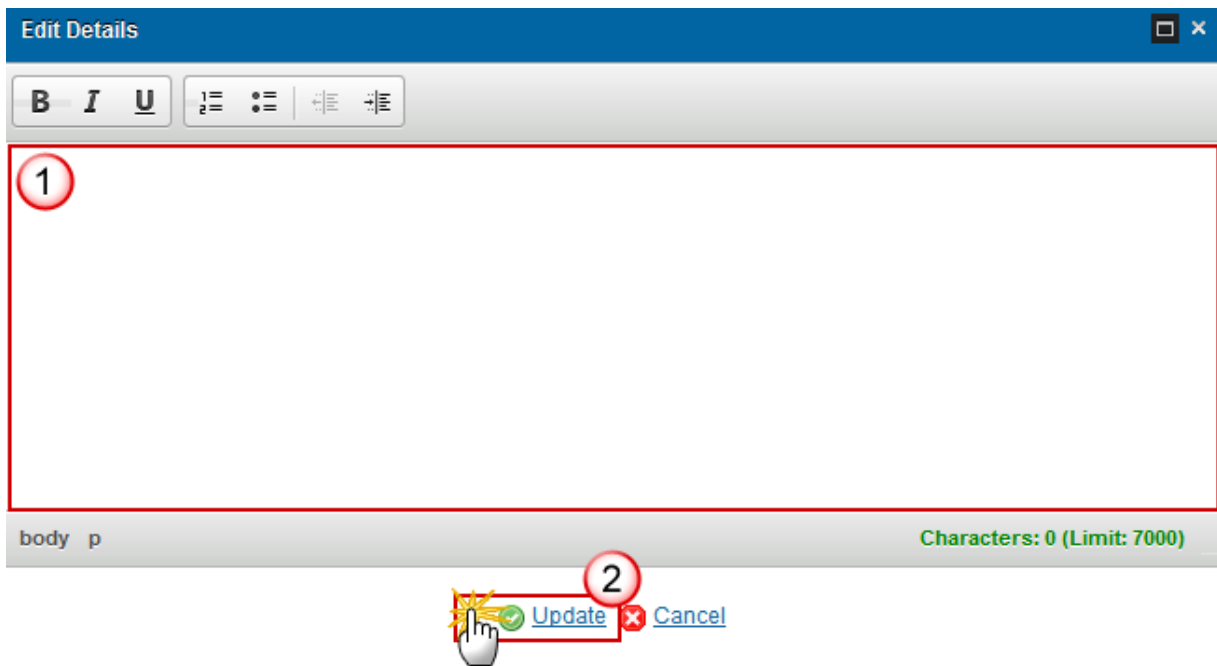 Edit Details
B I U
1
body p Characters: 0 (Limit: 7000)
2
Update Cancel